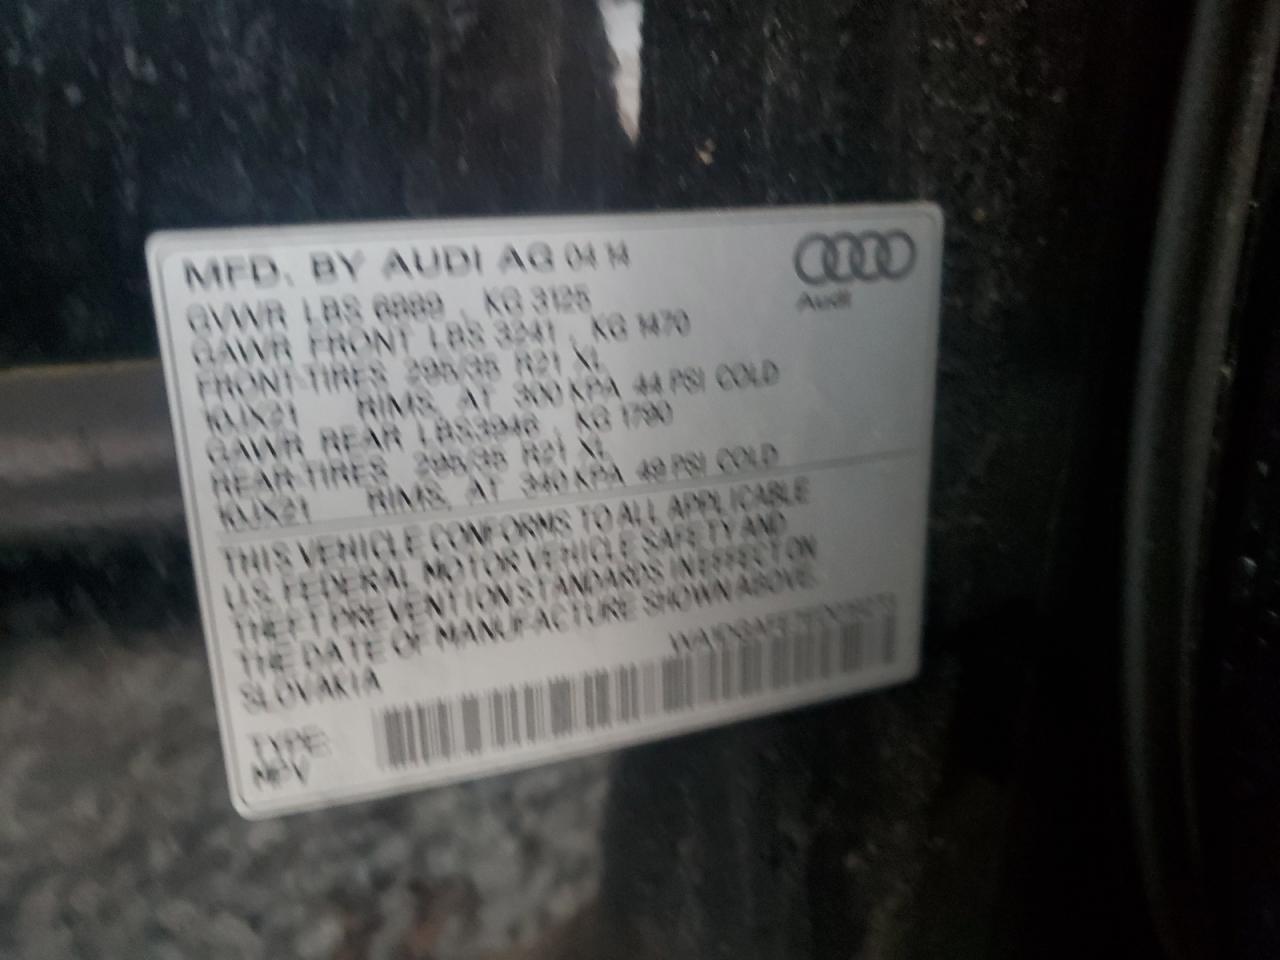 MFD. BY AUDI AG 04 14
Audi
GVWR LBS 6889 , KG 3125
GAWR FRONT LBS 3241 , KG 1470
FRONT-TIRES 295/35 R21 XL
10JX21 RIMS, AT 300 KPA 44 PSI COLD
GAWR REAR LBS3946 , KG 1790
REAR-TIRES 295/35 R21 XL
10JX21 RIMS, AT 340 KPA 49 PSI COLD
THIS VEHICLE CONFORMS TO ALL APPLICABLE
U.S. FEDERAL MOTOR VEHICLE SAFETY AND
THEFT PREVENTION STANDARDS IN EFFECT ON
THE DATE OF MANUFACTURE SHOWN ABOVE.
SLOVAKIA
TYPE:
MPV